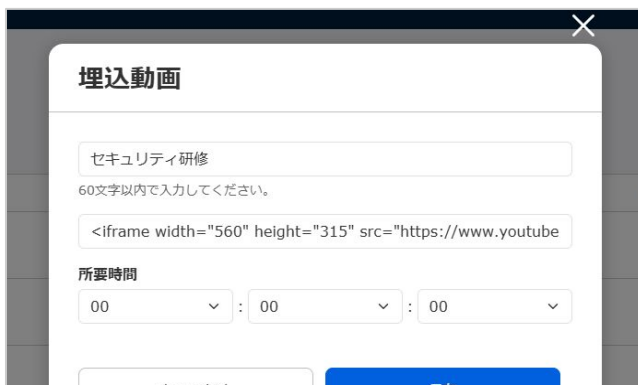 埋込動画
セキュリティ研修
60文字以内で入力してください。
<iframe width="560" height="315" src="https://www.youtube
所要時間
00 : 00 : 00